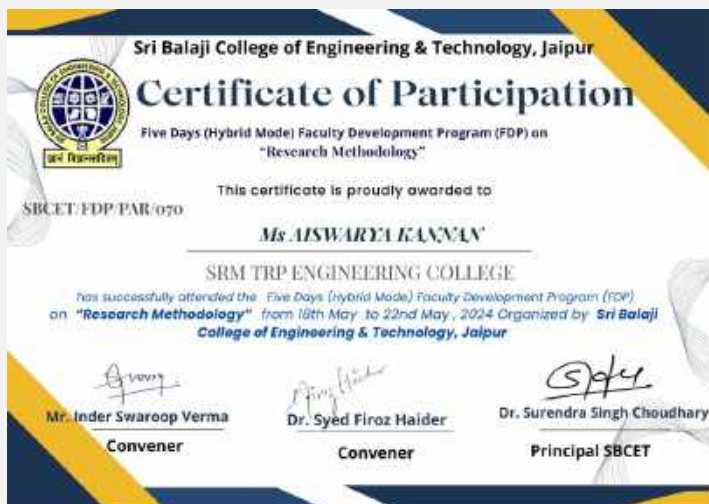 Sri Balaji College of Engineering & Technology, Jaipur
Certificate of Participation
Five Days (Hybrid Mode) Faculty Development Program (FDP) on
"Research Methodology"
This certificate is proudly awarded to
SBCET/FDP/PAR/070
Ms AISWARYA KANNAN
SRM TRP ENGINEERING COLLEGE
has successfully attended the Five Days (Hybrid Mode) Faculty Development Program (FDP)
on "Research Methodology" from 18th May to 22nd May, 2024 Organized by Sri Balaji
College of Engineering & Technology, Jaipur
Mr. Inder Swaroop Verma
Convener
Dr. Syed Firoz Haider
Convener
Dr. Surendra Singh Choudhary
Principal SBCET